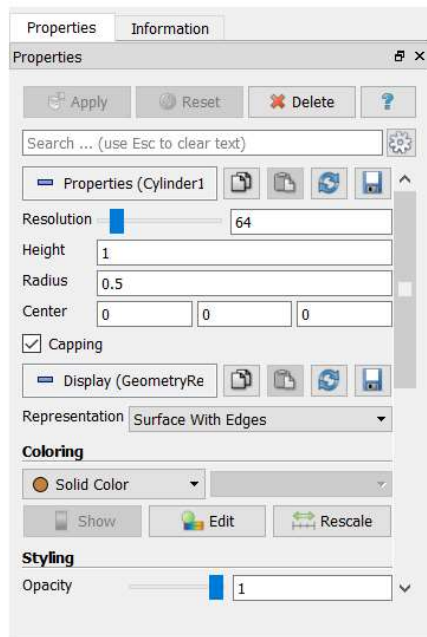 Properties Information
Properties
Apply Reset Delete ?
Search ... (use Esc to clear text)
Properties (Cylinder1
Resolution 64
Height 1
Radius 0.5
Center 0 0 0
Capping
Display (GeometryRe
Representation Surface With Edges
Coloring
Solid Color
Show Edit Rescale
Styling
Opacity 1